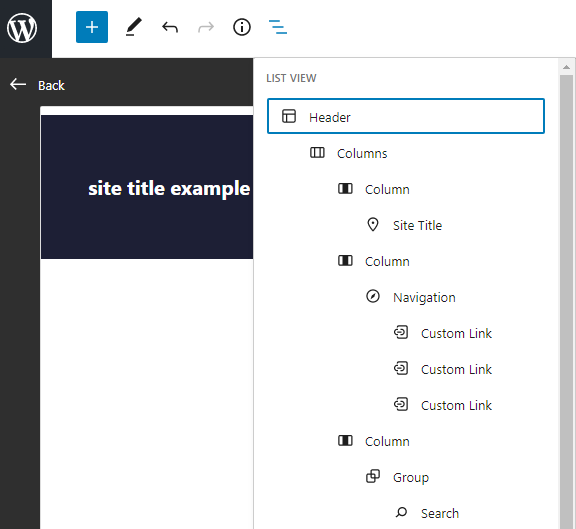 Back
site title example
LIST VIEW
Header
Columns
Column
Site Title
Column
Navigation
Custom Link
Custom Link
Custom Link
Column
Group
Search